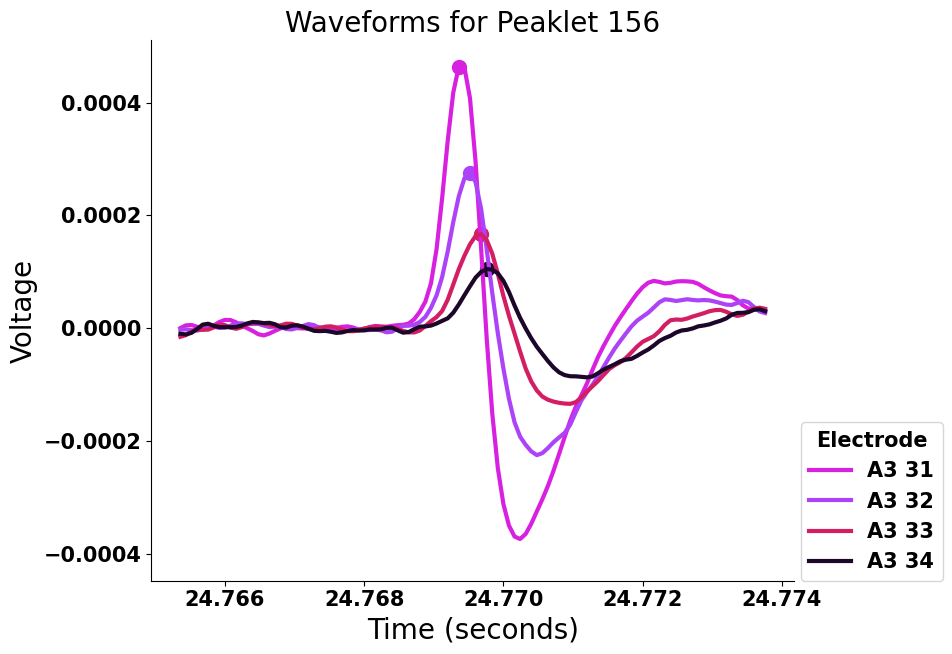 Waveforms for Peaklet 156
Voltage
0.0004
0.0002
0.0000
−0.0002
−0.0004
24.766 24.768 24.770 24.772 24.774
Time (seconds)
Electrode
A3 31
A3 32
A3 33
A3 34